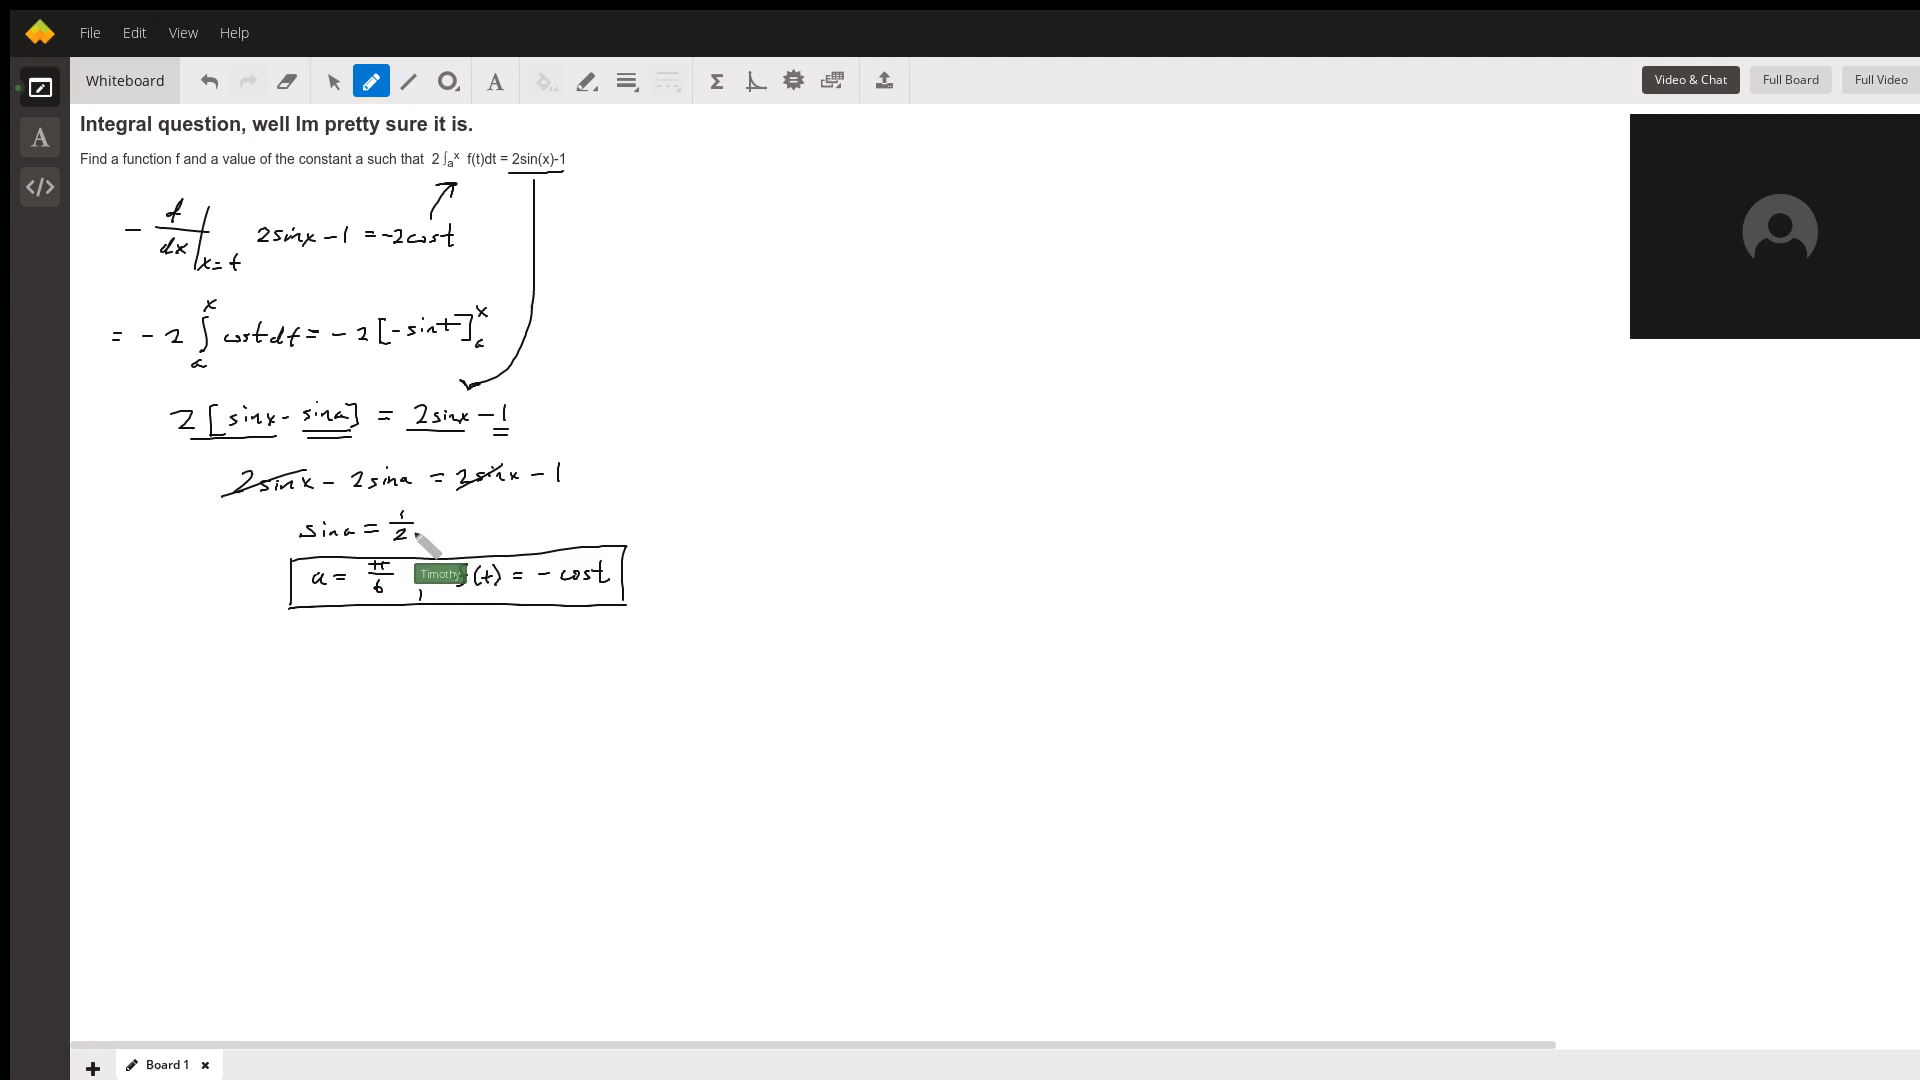 File Edit View Help
Whiteboard
A
Σ
Video & Chat Full Board Full Video
A
</>
Integral question, well Im pretty sure it is.
Find a function f and a value of the constant a such that 2 ∫ₐˣ f(t)dt = 2sin(x)-1
- d/dx |x=t 2sinx - 1 = -2cost
= - 2 ∫ₐˣ cost dt = - 2 [- sin t]ₐˣ
2 [sinx - sina] = 2sinx - 1
2sinx - 2sina = 2sinx - 1
sina = 1/2
a = π/6 , (t) = - cost
Timothy
Board 1